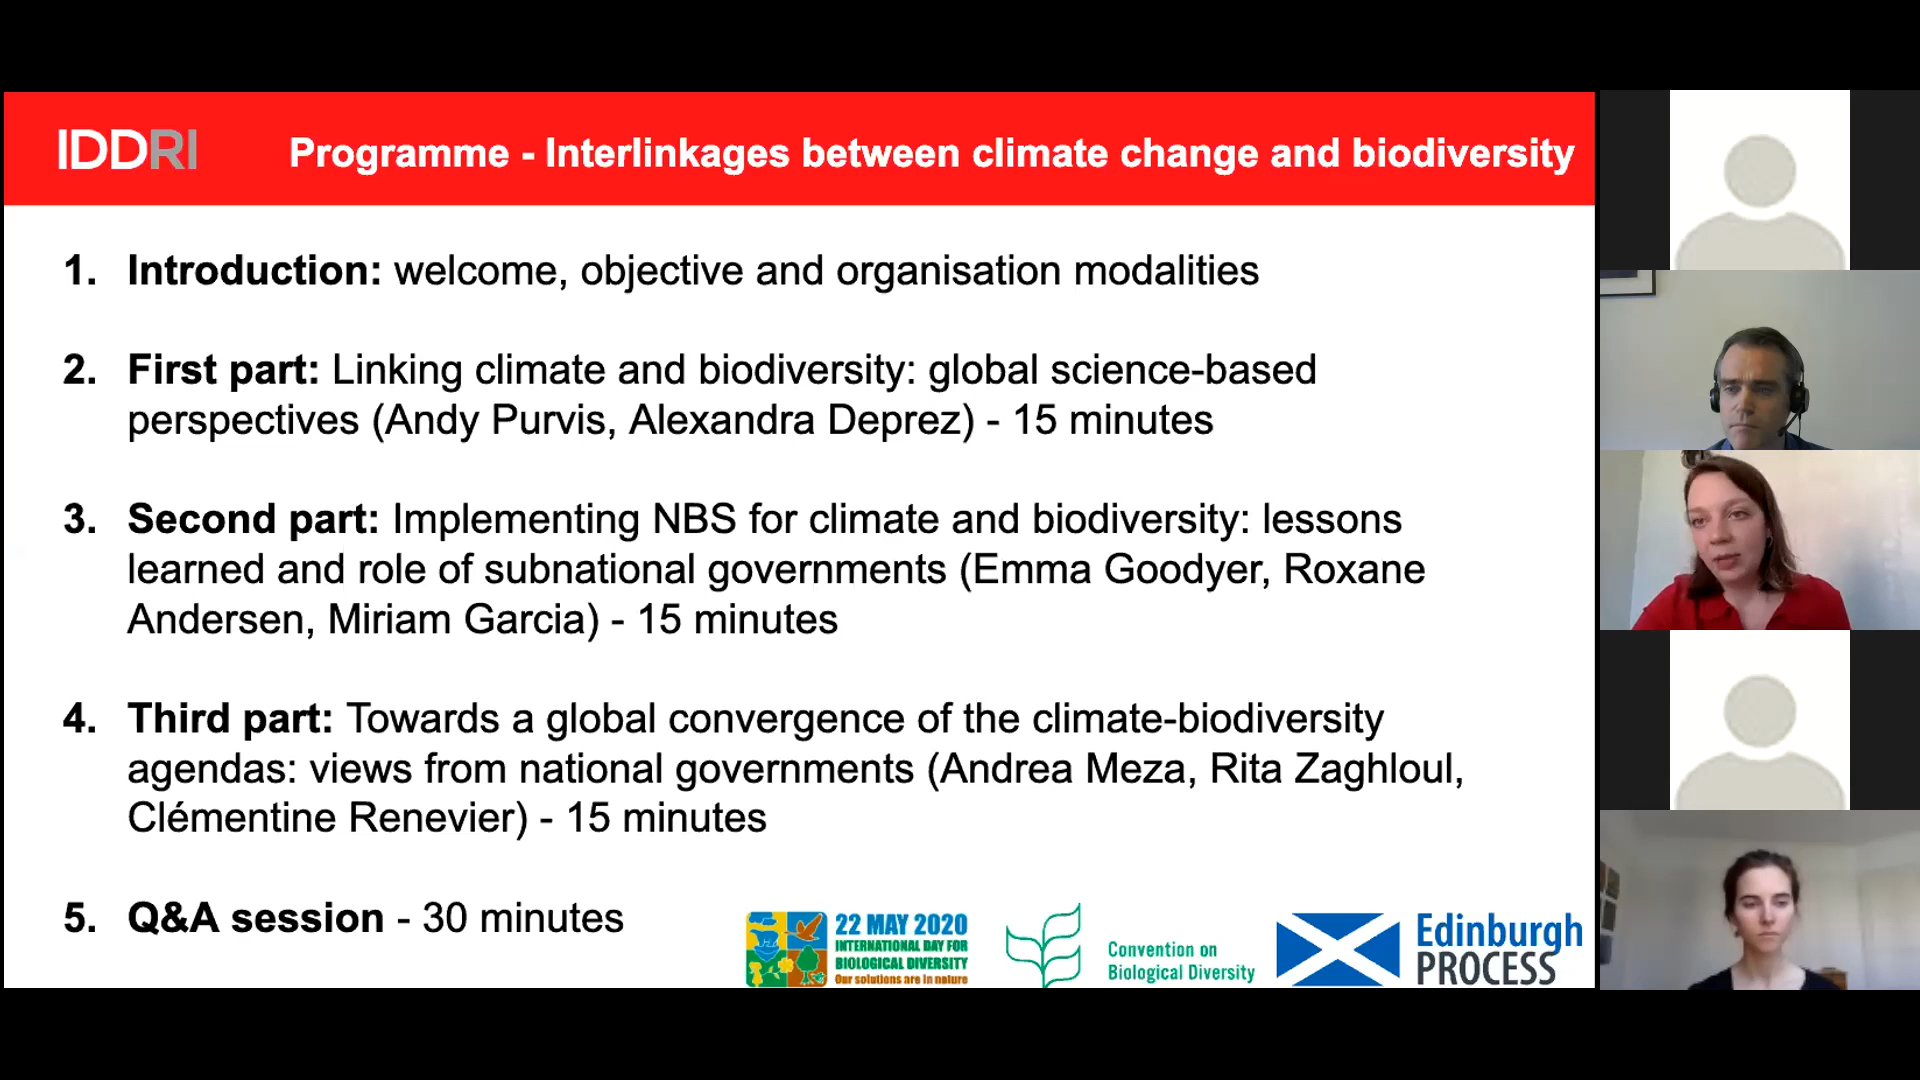 IDDRI
Programme - Interlinkages between climate change and biodiversity
1. Introduction: welcome, objective and organisation modalities
2. First part: Linking climate and biodiversity: global science-based
perspectives (Andy Purvis, Alexandra Deprez) - 15 minutes
3. Second part: Implementing NBS for climate and biodiversity: lessons
learned and role of subnational governments (Emma Goodyer, Roxane
Andersen, Miriam Garcia) - 15 minutes
4. Third part: Towards a global convergence of the climate-biodiversity
agendas: views from national governments (Andrea Meza, Rita Zaghloul,
Clémentine Renevier) - 15 minutes
5. Q&A session - 30 minutes
22 MAY 2020
INTERNATIONAL DAY FOR
BIOLOGICAL DIVERSITY
Our solutions are in nature
Convention on
Biological Diversity
Edinburgh
PROCESS